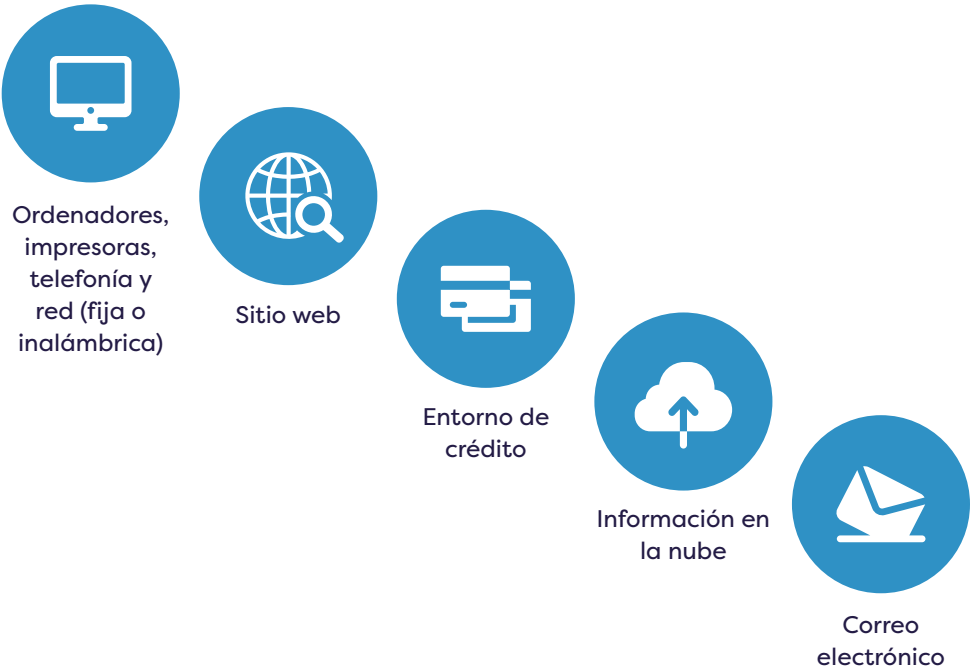 Ordenadores,
impresoras,
telefonía y
red (fija o
inalámbrica)
Sitio web
Entorno de
crédito
Información en
la nube
Correo
electrónico